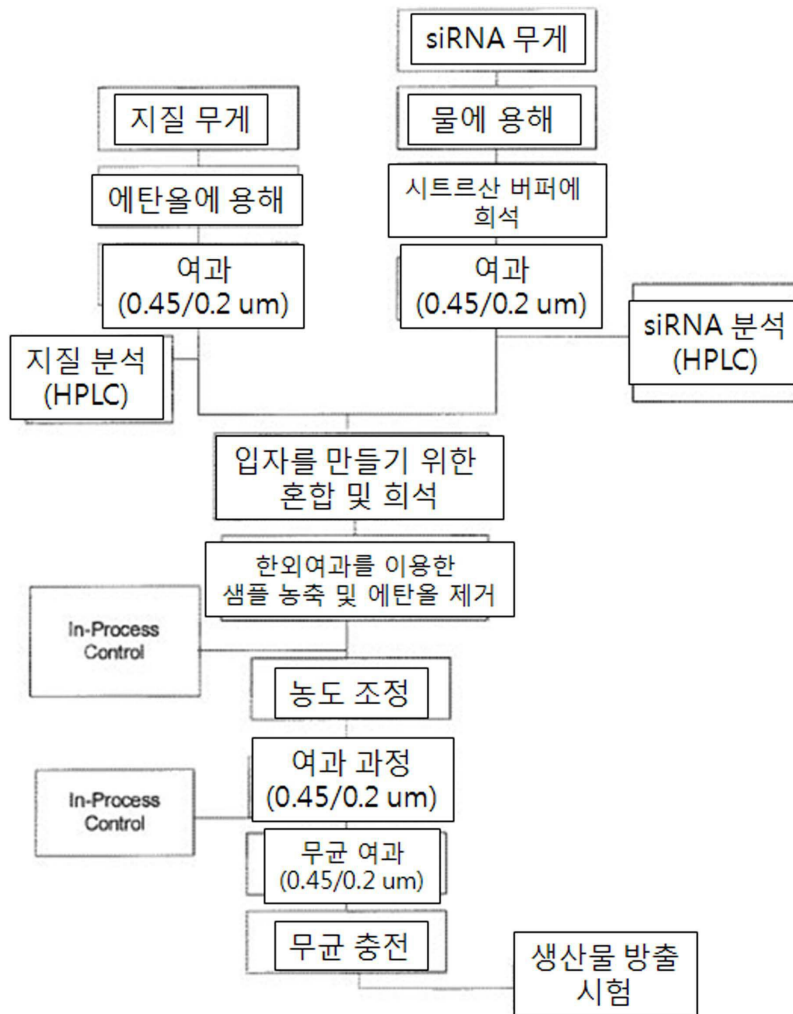 siRNA 무게
지질 무게
물에 용해
에탄올에 용해
시트르산 버퍼에
희석
여과
(0.45/0.2 um)
여과
(0.45/0.2 um)
지질 분석
(HPLC)
siRNA 분석
(HPLC)
입자를 만들기 위한
혼합 및 희석
한외여과를 이용한
샘플 농축 및 에탄올 제거
In-Process
Control
농도 조정
여과 과정
(0.45/0.2 um)
In-Process
Control
무균 여과
(0.45/0.2 um)
무균 충전
생산물 방출
시험